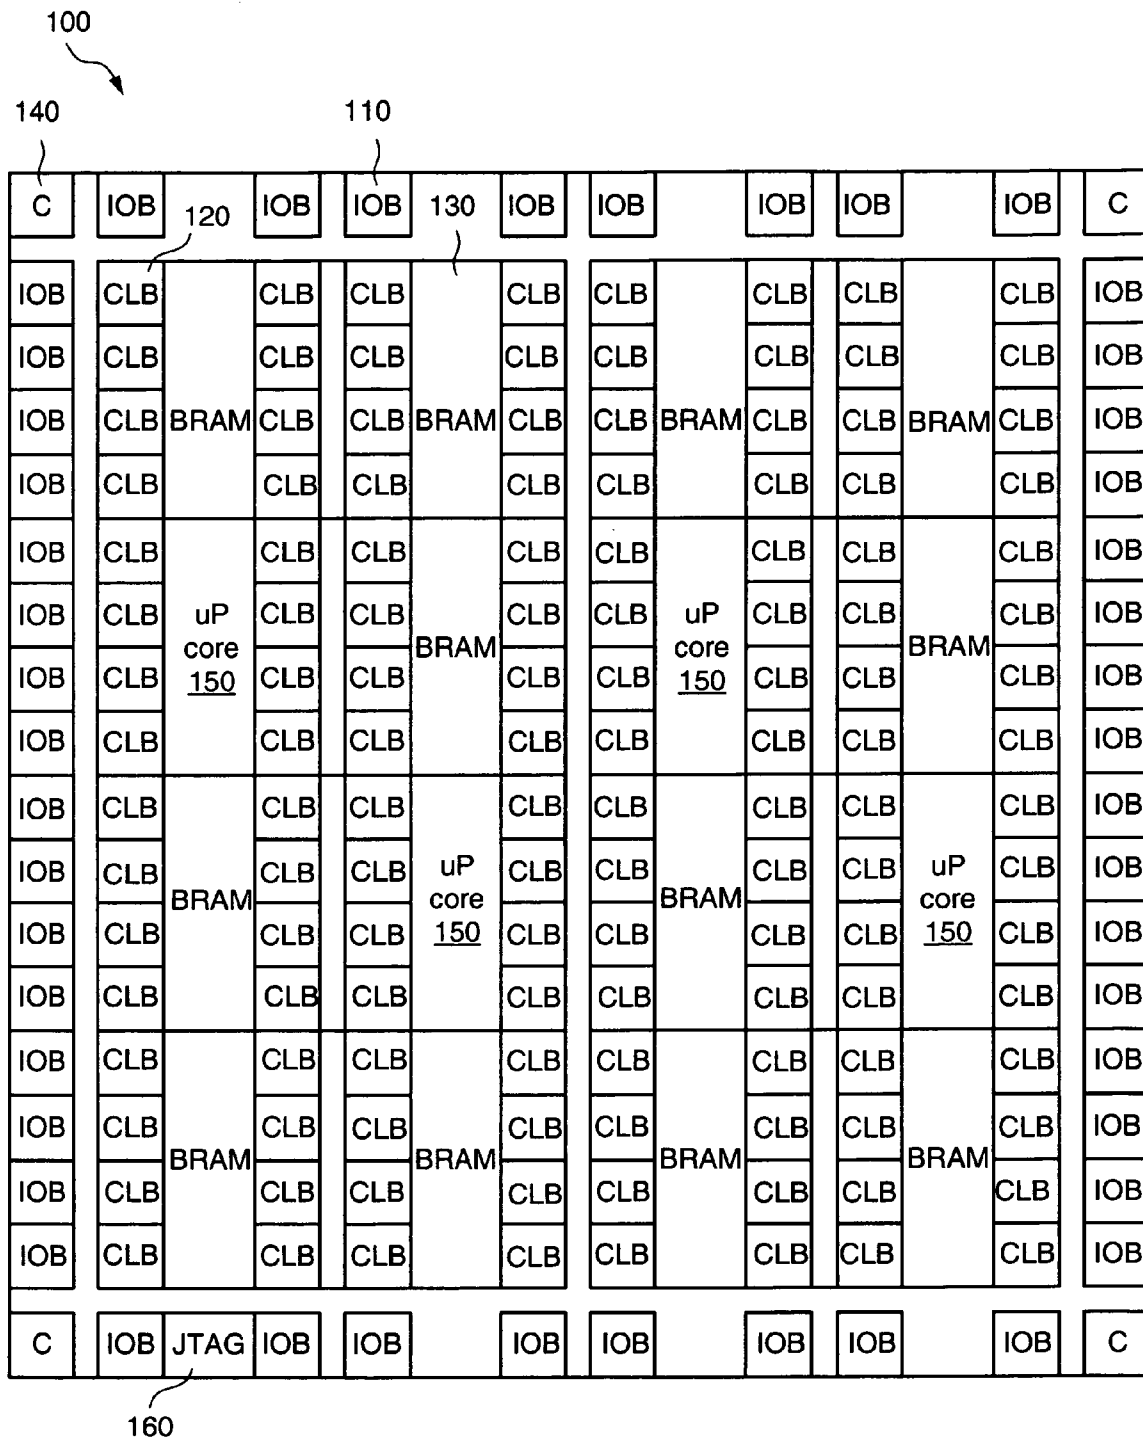 100
140 110
C IOB 120 IOB IOB 130 IOB IOB IOB IOB IOB C
IOB CLB CLB CLB CLB CLB CLB CLB CLB IOB
IOB CLB CLB CLB CLB CLB CLB CLB CLB IOB
IOB CLB BRAM CLB CLB BRAM CLB CLB BRAM CLB CLB BRAM CLB IOB
IOB CLB CLB CLB CLB CLB CLB CLB CLB IOB
IOB CLB CLB CLB CLB CLB CLB CLB CLB IOB
IOB CLB uP CLB CLB CLB CLB uP CLB CLB CLB IOB
core BRAM core BRAM
IOB CLB 150 CLB CLB CLB CLB 150 CLB CLB CLB IOB
IOB CLB CLB CLB CLB CLB CLB CLB CLB IOB
IOB CLB CLB CLB CLB CLB CLB CLB CLB IOB
IOB CLB CLB CLB uP CLB CLB CLB CLB uP CLB IOB
BRAM core BRAM core
IOB CLB CLB CLB 150 CLB CLB CLB CLB 150 CLB IOB
IOB CLB CLB CLB CLB CLB CLB CLB CLB IOB
IOB CLB CLB CLB CLB CLB CLB CLB CLB IOB
IOB CLB CLB CLB CLB CLB CLB CLB CLB IOB
BRAM BRAM BRAM BRAM
IOB CLB CLB CLB CLB CLB CLB CLB CLB IOB
IOB CLB CLB CLB CLB CLB CLB CLB CLB IOB
C IOB JTAG IOB IOB IOB IOB IOB IOB IOB C
160